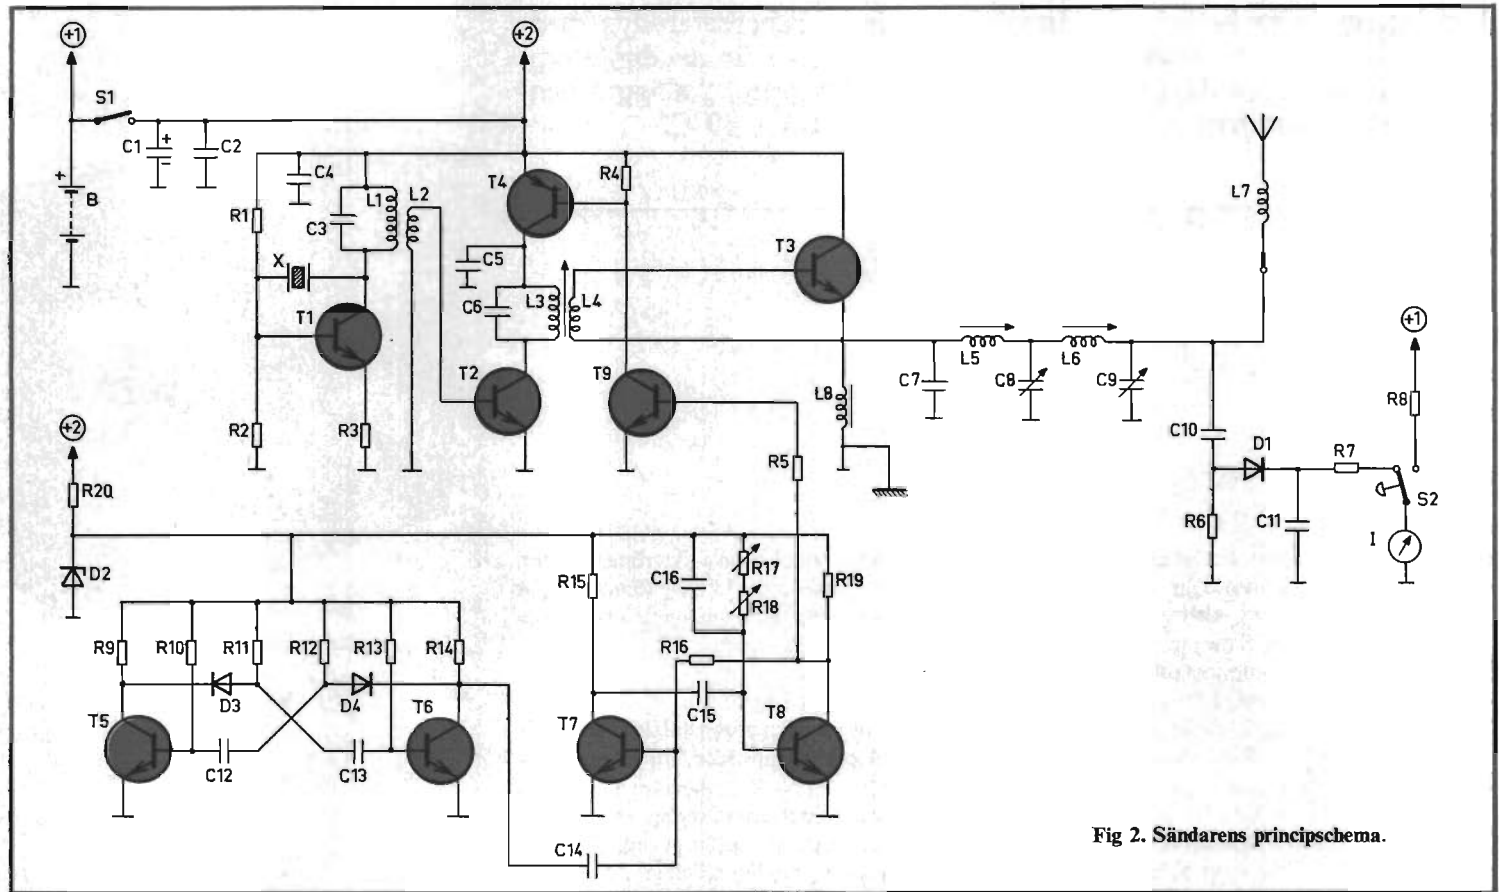 +1
+2
S1
C1
+
−
C2
+
B
T4
R4
C4
L1
L2
R1
C3
L7
T3
C5
X
L3
L4
C6
T1
+1
L5
L6
T2
T9
C7
C8
C9
L8
R8
+2
R2
R3
C10
D1
R7
R5
R20
S2
R6
C11
I
D2
R15
C16
R17
R19
R18
R9
R10
R11
R12
R13
R14
R16
D3
D4
T5
T6
T7
C15
T8
C12
C13
C14
Fig 2. Sändarens principschema.